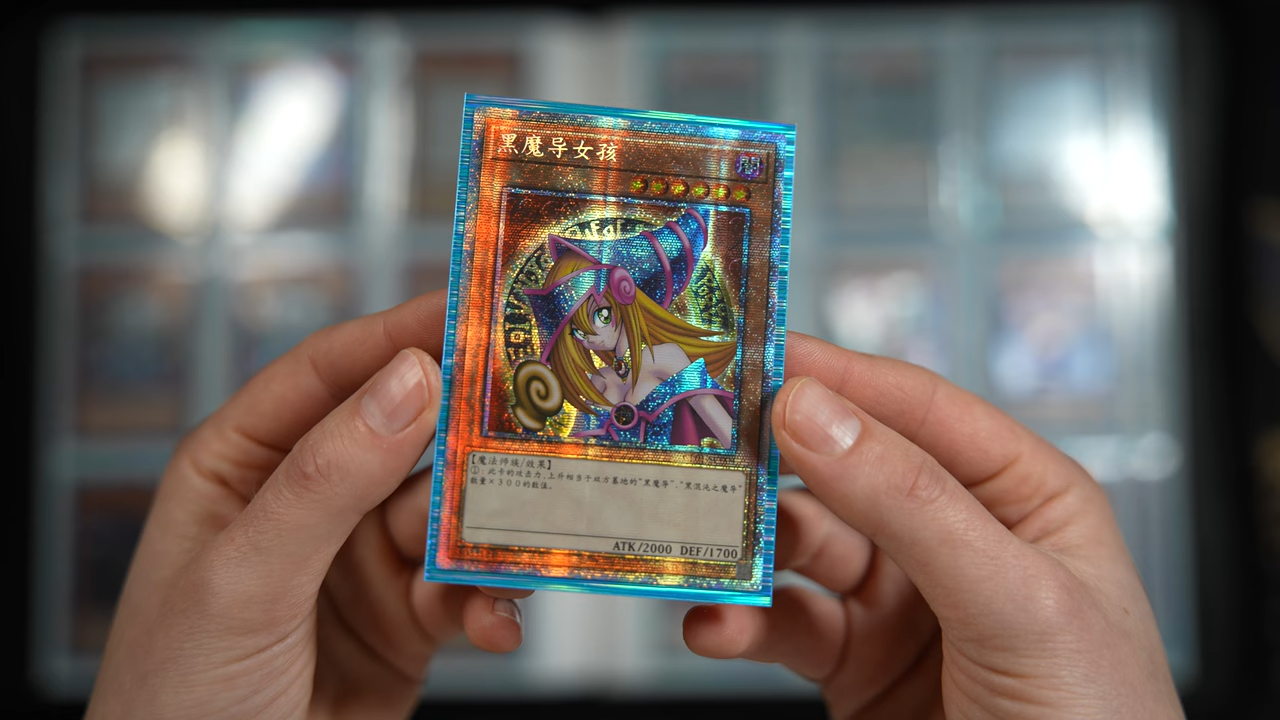 黑魔导女孩
闇
【魔法师族/效果】
①：此卡的攻击力，上升相当于双方墓地的“黑魔导”·“黑混沌之魔导”
数量×３００的数值。
ATK/2000 DEF/1700